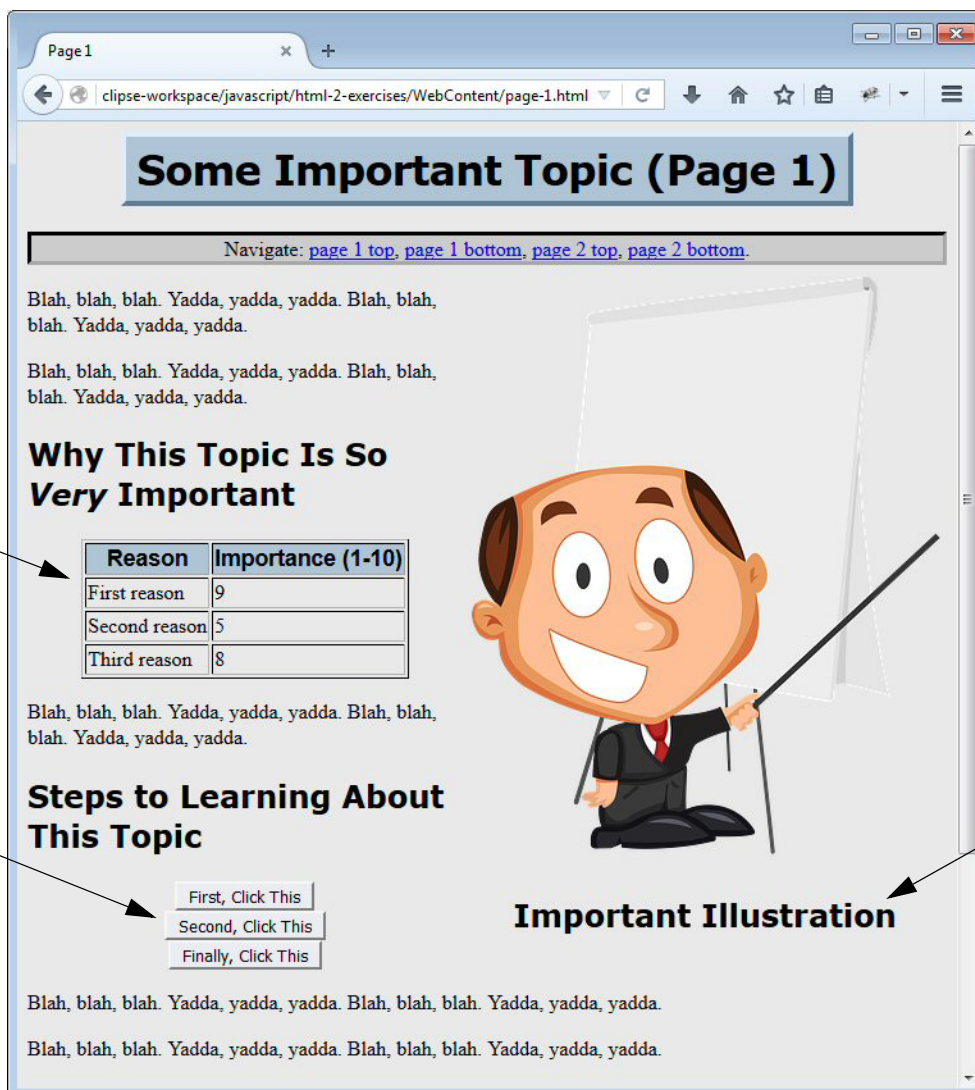 Page 1
clipse-workspace/javascript/html-2-exercises/WebContent/page-1.html
Some Important Topic (Page 1)
Navigate: page 1 top, page 1 bottom, page 2 top, page 2 bottom.
Blah, blah, blah. Yadda, yadda, yadda. Blah, blah,
blah. Yadda, yadda, yadda.
Blah, blah, blah. Yadda, yadda, yadda. Blah, blah,
blah. Yadda, yadda, yadda.
Why This Topic Is So
Very Important
Reason Importance (1-10)
First reason 9
Second reason 5
Third reason 8
Blah, blah, blah. Yadda, yadda, yadda. Blah, blah,
blah. Yadda, yadda, yadda.
Steps to Learning About
This Topic
First, Click This
Second, Click This
Finally, Click This
Important Illustration
Blah, blah, blah. Yadda, yadda, yadda. Blah, blah, blah. Yadda, yadda, yadda.
Blah, blah, blah. Yadda, yadda, yadda. Blah, blah, blah. Yadda, yadda, yadda.